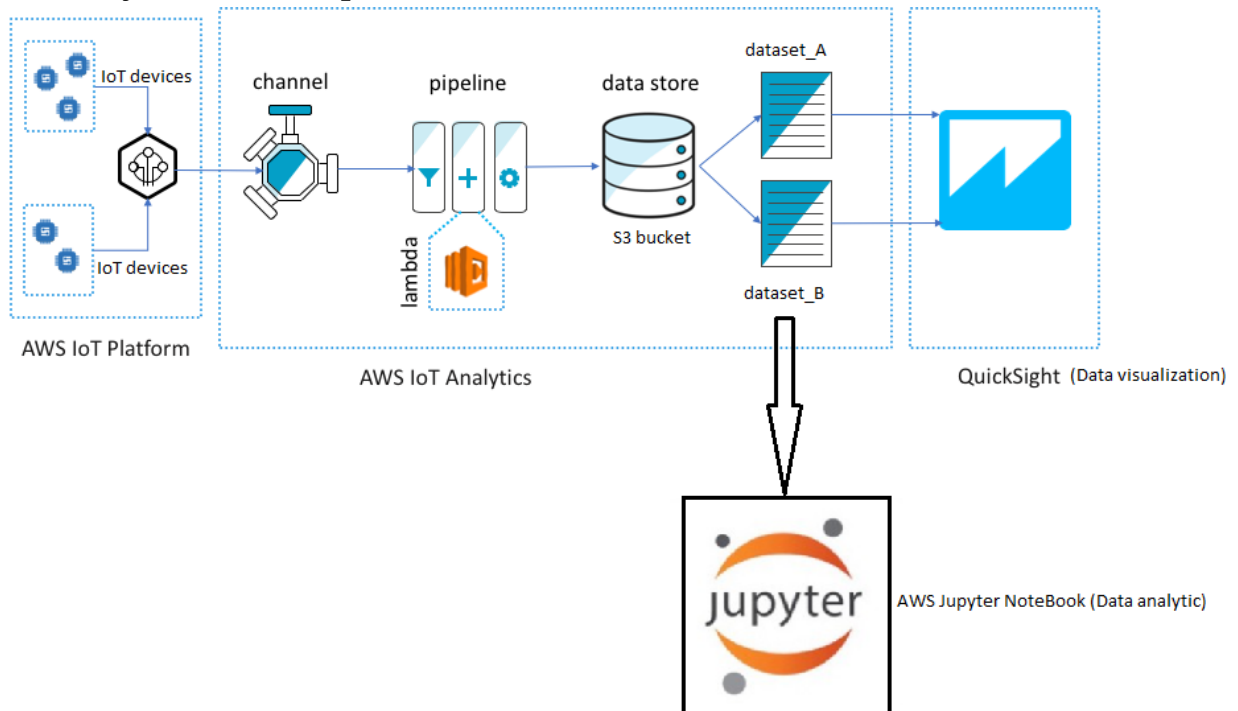 IoT devices
IoT devices
AWS IoT Platform
channel
pipeline
lambda
data store
S3 bucket
dataset_A
dataset_B
AWS IoT Analytics
QuickSight (Data visualization)
jupyter
AWS Jupyter NoteBook (Data analytic)